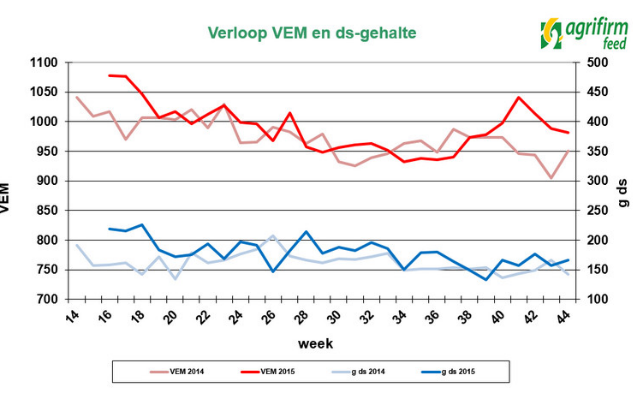 Verloop VEM en ds-gehalte
agrifirm
feed
1100
1050
1000
950
900
850
800
750
700
VEM
500
450
400
350
300
250
200
150
100
g ds
14 16 18 20 22 24 26 28 30 32 34 36 38 40 42 44
week
VEM 2014 VEM 2015 g ds 2014 g ds 2015